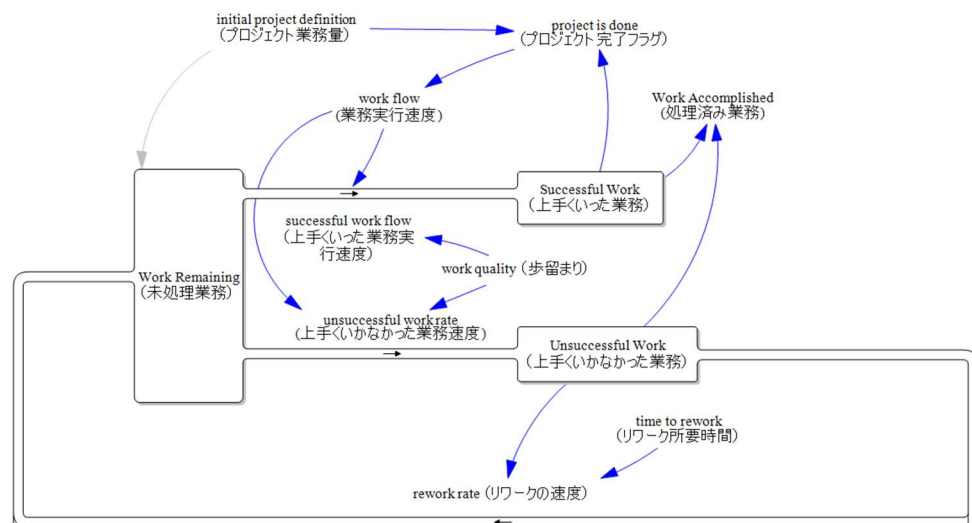 initial project definition
(プロジェクト業務量)
project is done
(プロジェクト完了フラグ)
work flow
(業務実行速度)
Work Accomplished
(処理済み業務)
Successful Work
(上手くいった業務)
successful work flow
(上手くいった業務実
行速度)
work quality (歩留まり)
Work Remaining
(未処理業務)
unsuccessful work rate
(上手くいかなかった業務速度)
Unsuccessful Work
(上手くいかなかった業務)
time to rework
(リワーク所要時間)
rework rate (リワークの速度)